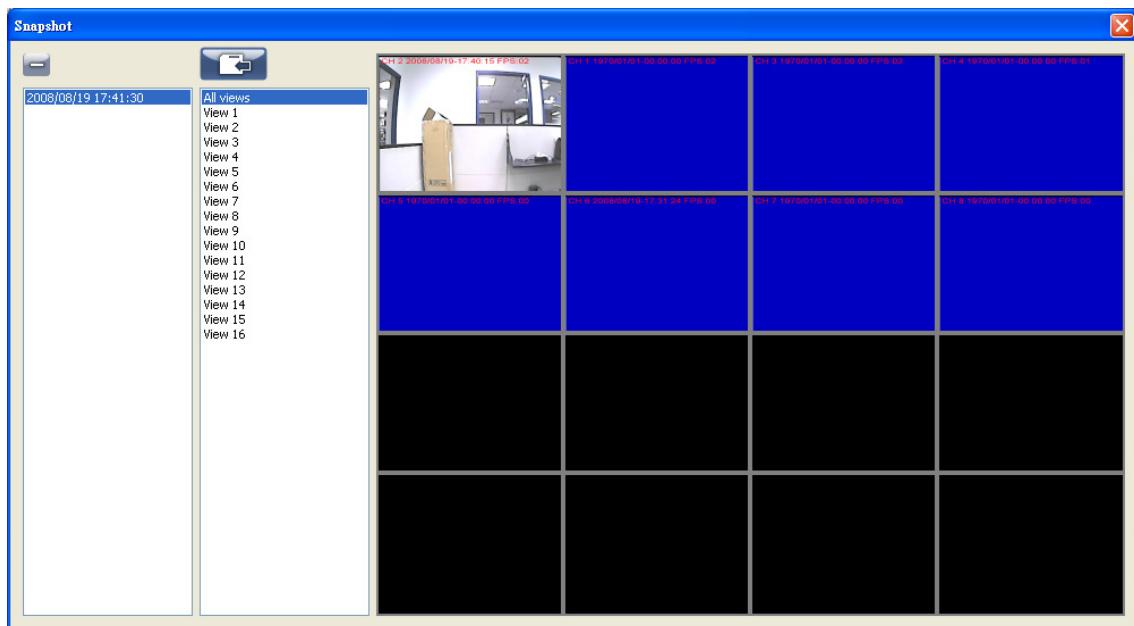 Snapshot
2008/08/19 17:41:30
All views
View 1
View 2
View 3
View 4
View 5
View 6
View 7
View 8
View 9
View 10
View 11
View 12
View 13
View 14
View 15
View 16
CH 2 2008/08/19-17:40:15 FPS:02
CH 1 1970/01/01-00:00:00 FPS:02
CH 3 1970/01/01-00:00:00 FPS:02
CH 4 1970/01/01-00:00:00 FPS:01
CH 5 1970/01/01-00:00:00 FPS:00
CH 6 2008/08/19-17:31:24 FPS:00
CH 7 1970/01/01-00:00:00 FPS:00
CH 8 1970/01/01-00:00:00 FPS:00